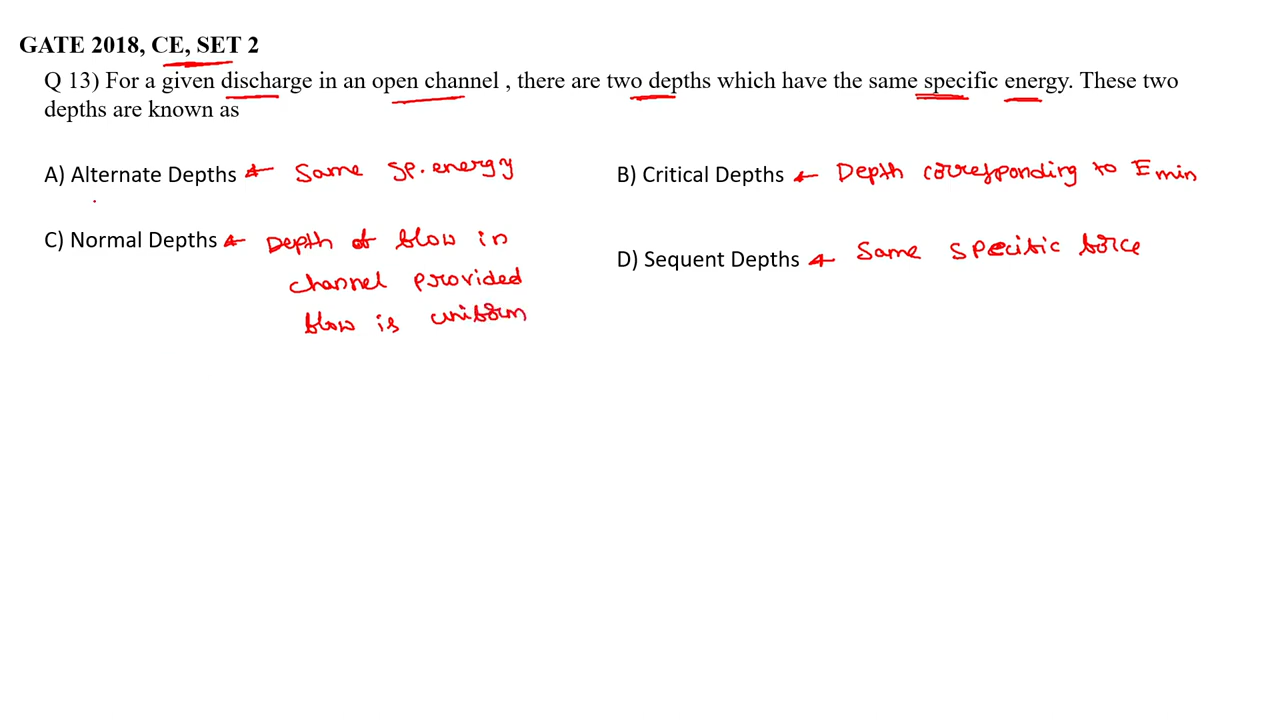 GATE 2018, CE, SET 2
Q 13) For a given discharge in an open channel , there are two depths which have the same specific energy. These two
depths are known as
A) Alternate Depths ← Same sp. energy
B) Critical Depths ← Depth corresponding to E min
C) Normal Depths ← Depth of flow in
channel provided
flow is uniform
D) Sequent Depths ← Same specific force